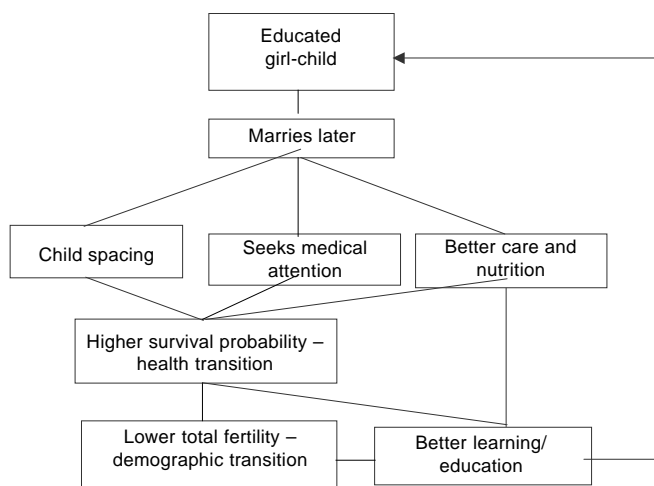 Educated
girl-child
Marries later
Child spacing
Seeks medical
attention
Better care and
nutrition
Higher survival probability –
health transition
Lower total fertility –
demographic transition
Better learning/
education